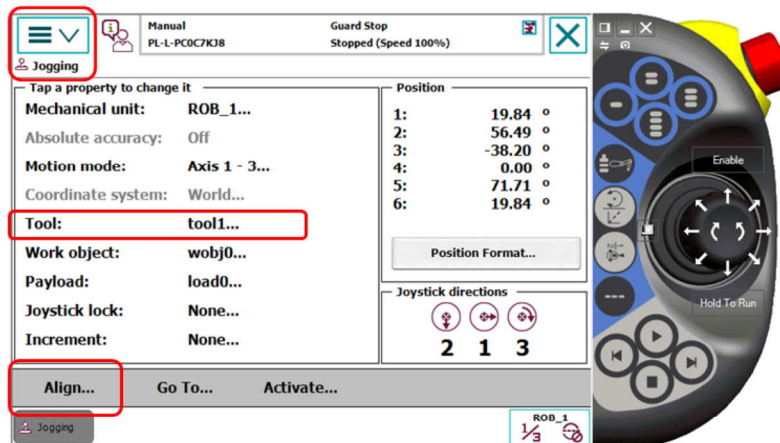 Manual
PL-L-PC0C7KJ8
Guard Stop
Stopped (Speed 100%)
Jogging
Tap a property to change it
Mechanical unit: ROB_1...
Absolute accuracy: Off
Motion mode: Axis 1 - 3...
Coordinate system: World...
Tool: tool1...
Work object: wobj0...
Payload: load0...
Joystick lock: None...
Increment: None...
Position
1: 19.84 °
2: 56.49 °
3: -38.20 °
4: 0.00 °
5: 71.71 °
6: 19.84 °
Position Format...
Joystick directions
2 1 3
Align... Go To... Activate...
Jogging
ROB_1
1/3
Enable
Hold To Run